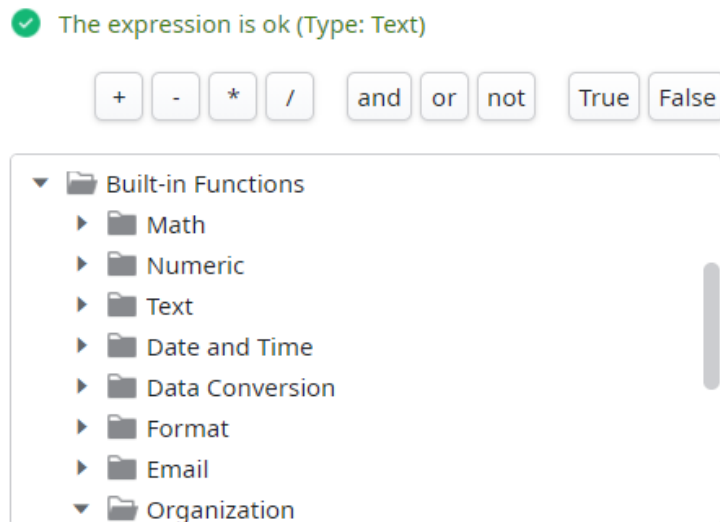 The expression is ok (Type: Text)
+ - * / and or not True False
Built-in Functions
Math
Numeric
Text
Date and Time
Data Conversion
Format
Email
Organization